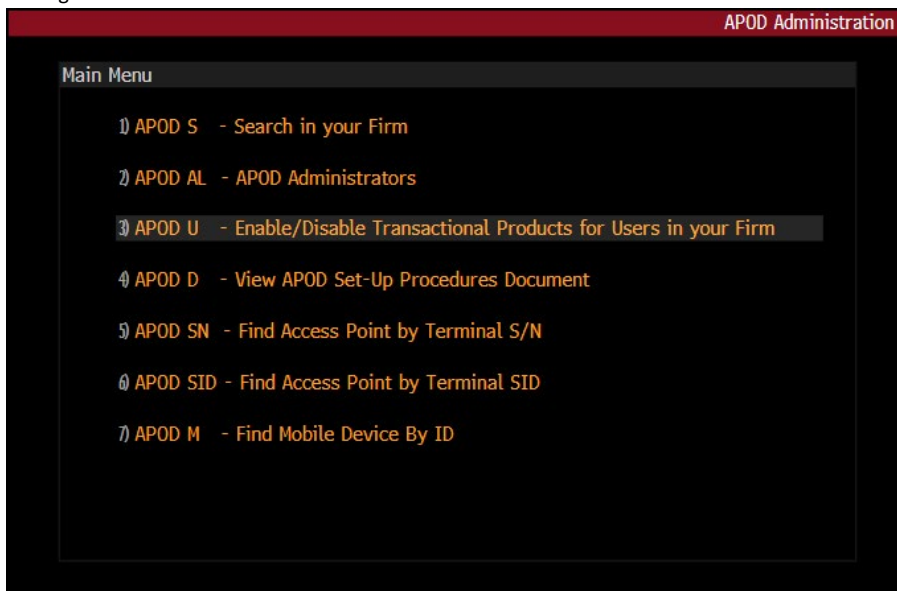 APOD Administration
Main Menu
1) APOD S - Search in your Firm
2) APOD AL - APOD Administrators
3) APOD U - Enable/Disable Transactional Products for Users in your Firm
4) APOD D - View APOD Set-Up Procedures Document
5) APOD SN - Find Access Point by Terminal S/N
6) APOD SID - Find Access Point by Terminal SID
7) APOD M - Find Mobile Device By ID